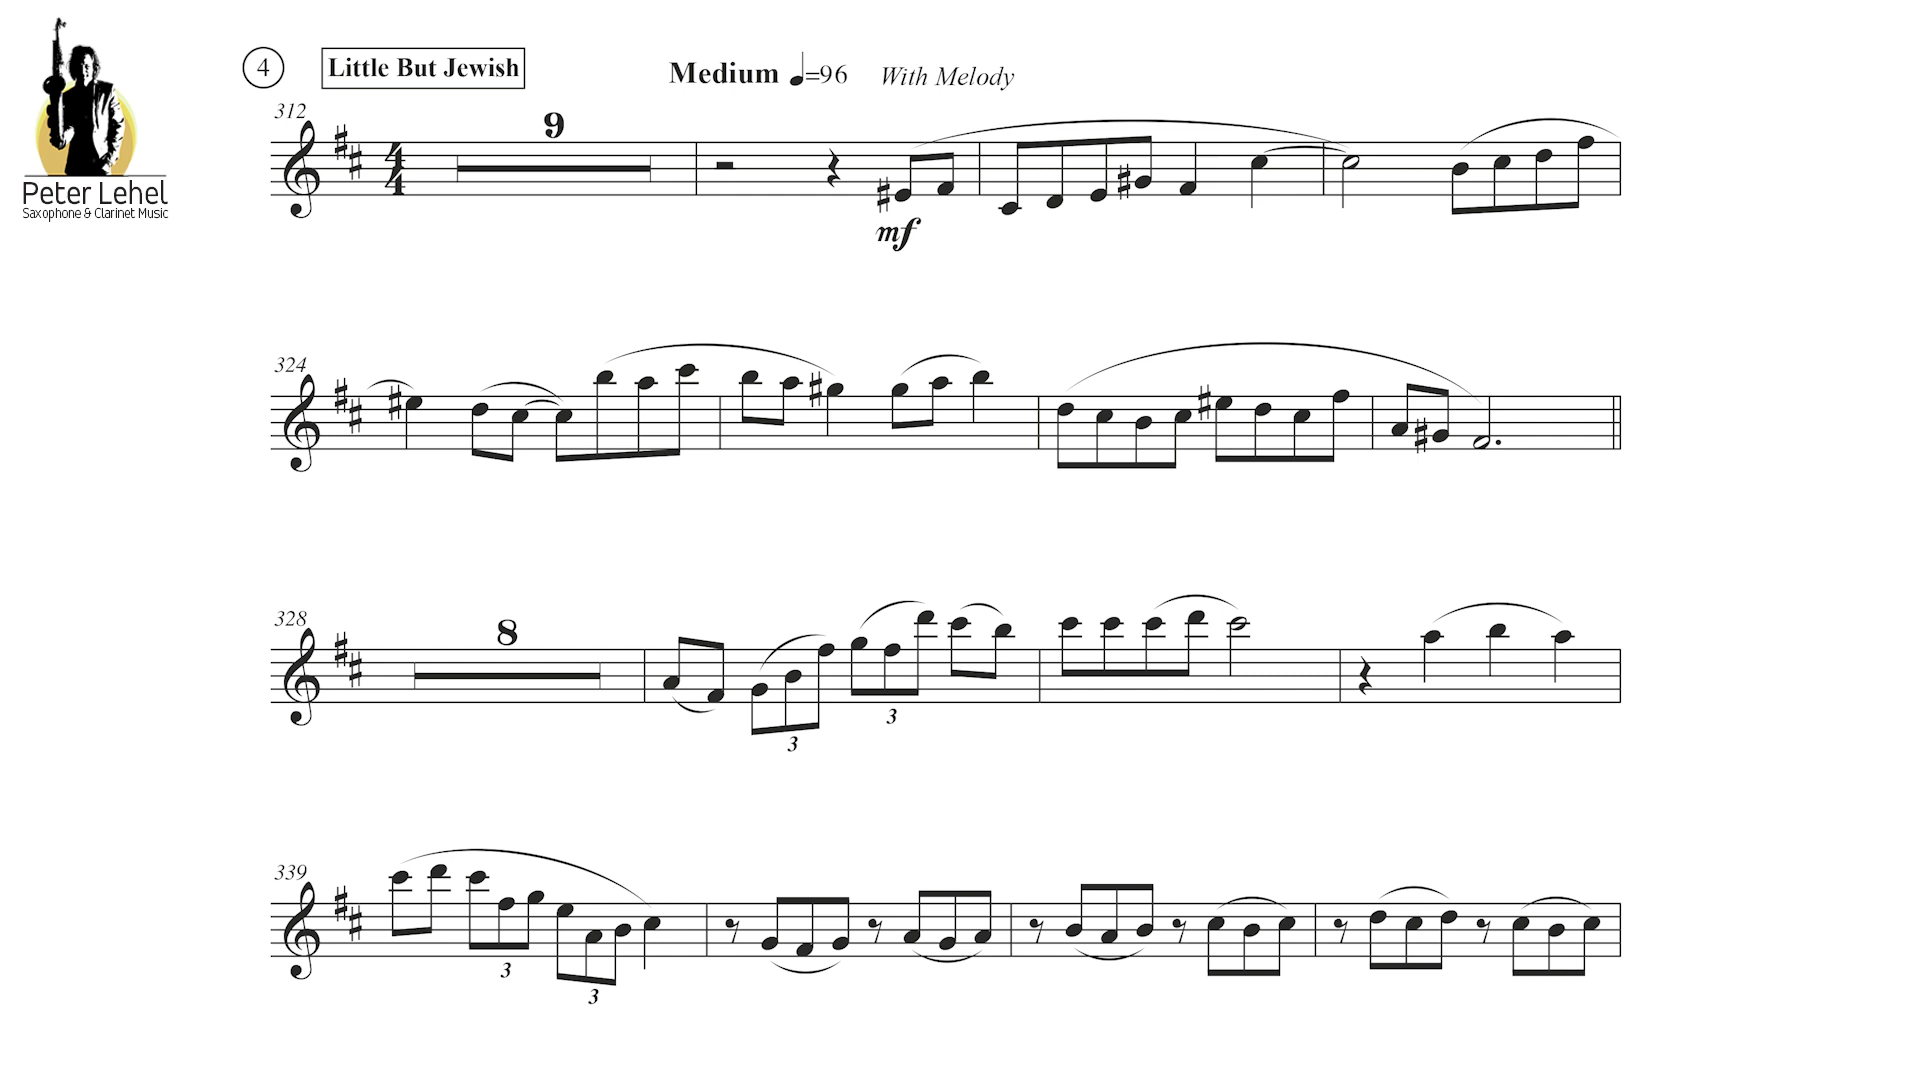 4 Little But Jewish Medium ♩=96 With Melody
312
9
mf
Peter Lehel
Saxophone & Clarinet Music
324
328
8
3
3
339
3
3